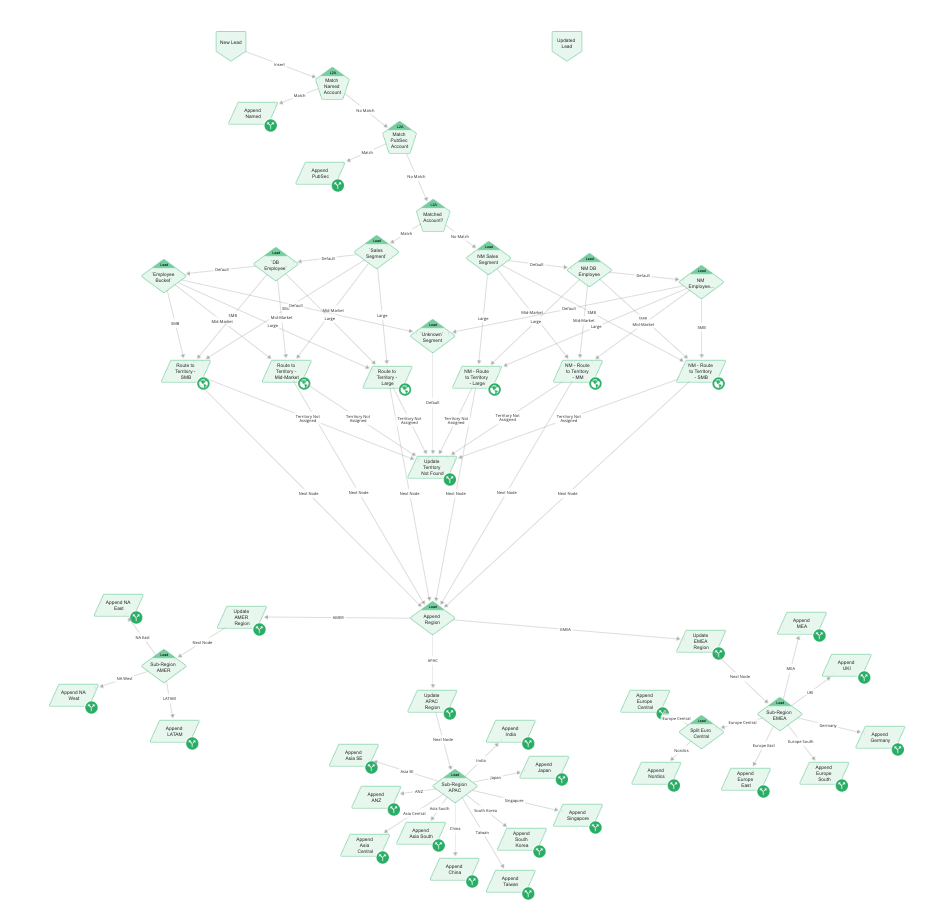 New Lead
Updated
Lead
Insert
L2A
Match
Named
Account
Match
No Match
Append
Named
L2A
Match
PubSec
Account
Match
No Match
Append
PubSec
L2A
Matched
Account?
Match
No Match
Lead
Employee
Bucket
Lead
DB
Employee
Lead
Sales
Segment
Lead
NM Sales
Segment
Lead
NM DB
Employee
Lead
NM
Employee..
Default
Default
Default
Default
Default
Default
SMB
SMB
Mid-Market
Large
Mid-Market
Mid-Market
Large
Large
Lead
Unknown
Segment
Large
Mid-Market
Large
SMB
Mid-Market
Large
Mid-Market
SMB
Route to
Territory -
SMB
Route to
Territory -
Mid-Market
Route to
Territory -
Large
NM - Route
to Territory
- Large
NM - Route
to Territory
- MM
NM - Route
to Territory
- SMB
Default
Territory Not
Assigned
Territory Not
Assigned
Territory Not
Assigned
Territory Not
Assigned
Territory Not
Assigned
Territory Not
Assigned
Update
Territory
Not Found
Next Node
Next Node
Next Node
Next Node
Next Node
Next Node
Lead
Append
Region
AMER
EMEA
APAC
Append NA
East
Update
AMER
Region
NA East
Next Node
Lead
Sub-Region
AMER
NA West
Append NA
West
LATAM
Append
LATAM
Update
APAC
Region
Next Node
Append
India
India
Append
Asia SE
Asia SE
Lead
Sub-Region
APAC
Japan
Append
Japan
ANZ
Append
ANZ
Singapore
Append
Singapore
Asia Central
Asia South
South Korea
Append
Asia
Central
Append
Asia South
China
Taiwan
Append
South
Korea
Append
China
Append
Taiwan
Update
EMEA
Region
Append
MEA
Next Node
MEA
Append
UKI
UKI
Append
Europe
Central
Europe Central
Lead
Split Euro
Central
Europe Central
Lead
Sub-Region
EMEA
Germany
Append
Germany
Nordics
Append
Nordics
Europe East
Append
Europe
East
Europe South
Append
Europe
South